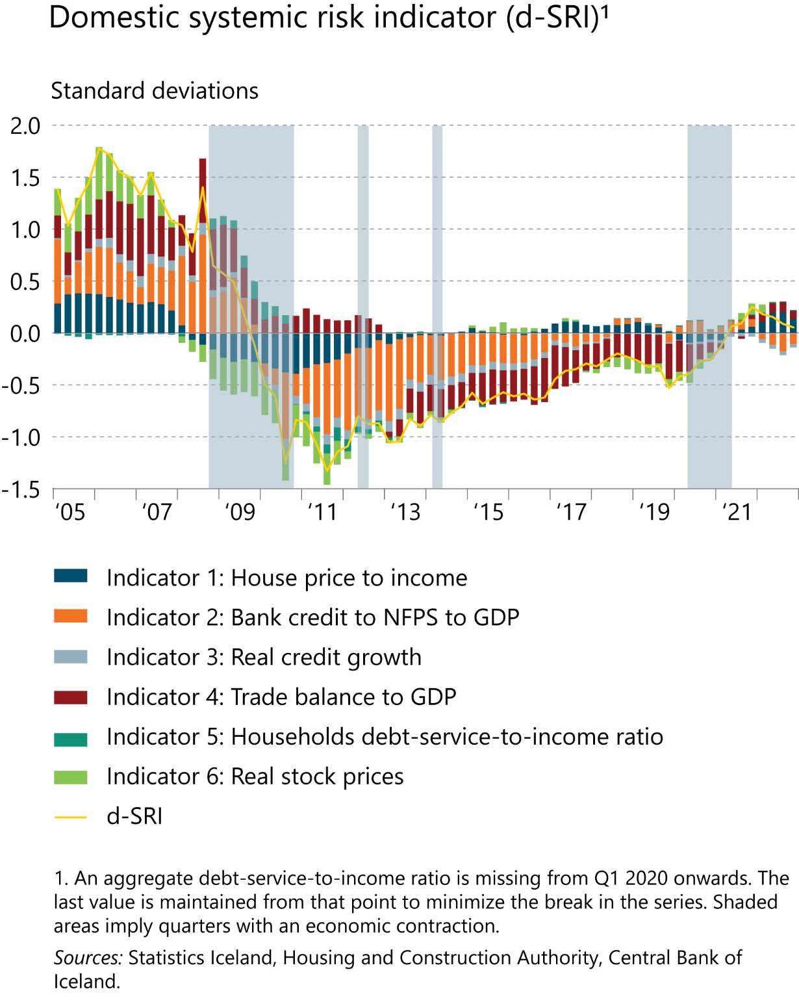 Domestic systemic risk indicator (d-SRI)¹
Standard deviations
2.0
1.5
1.0
0.5
0.0
-0.5
-1.0
-1.5
‘05 ‘07 ‘09 ‘11 ‘13 ‘15 ‘17 ‘19 ‘21
Indicator 1: House price to income
Indicator 2: Bank credit to NFPS to GDP
Indicator 3: Real credit growth
Indicator 4: Trade balance to GDP
Indicator 5: Households debt-service-to-income ratio
Indicator 6: Real stock prices
d-SRI
1. An aggregate debt-service-to-income ratio is missing from Q1 2020 onwards. The
last value is maintained from that point to minimize the break in the series. Shaded
areas imply quarters with an economic contraction.
Sources: Statistics Iceland, Housing and Construction Authority, Central Bank of
Iceland.